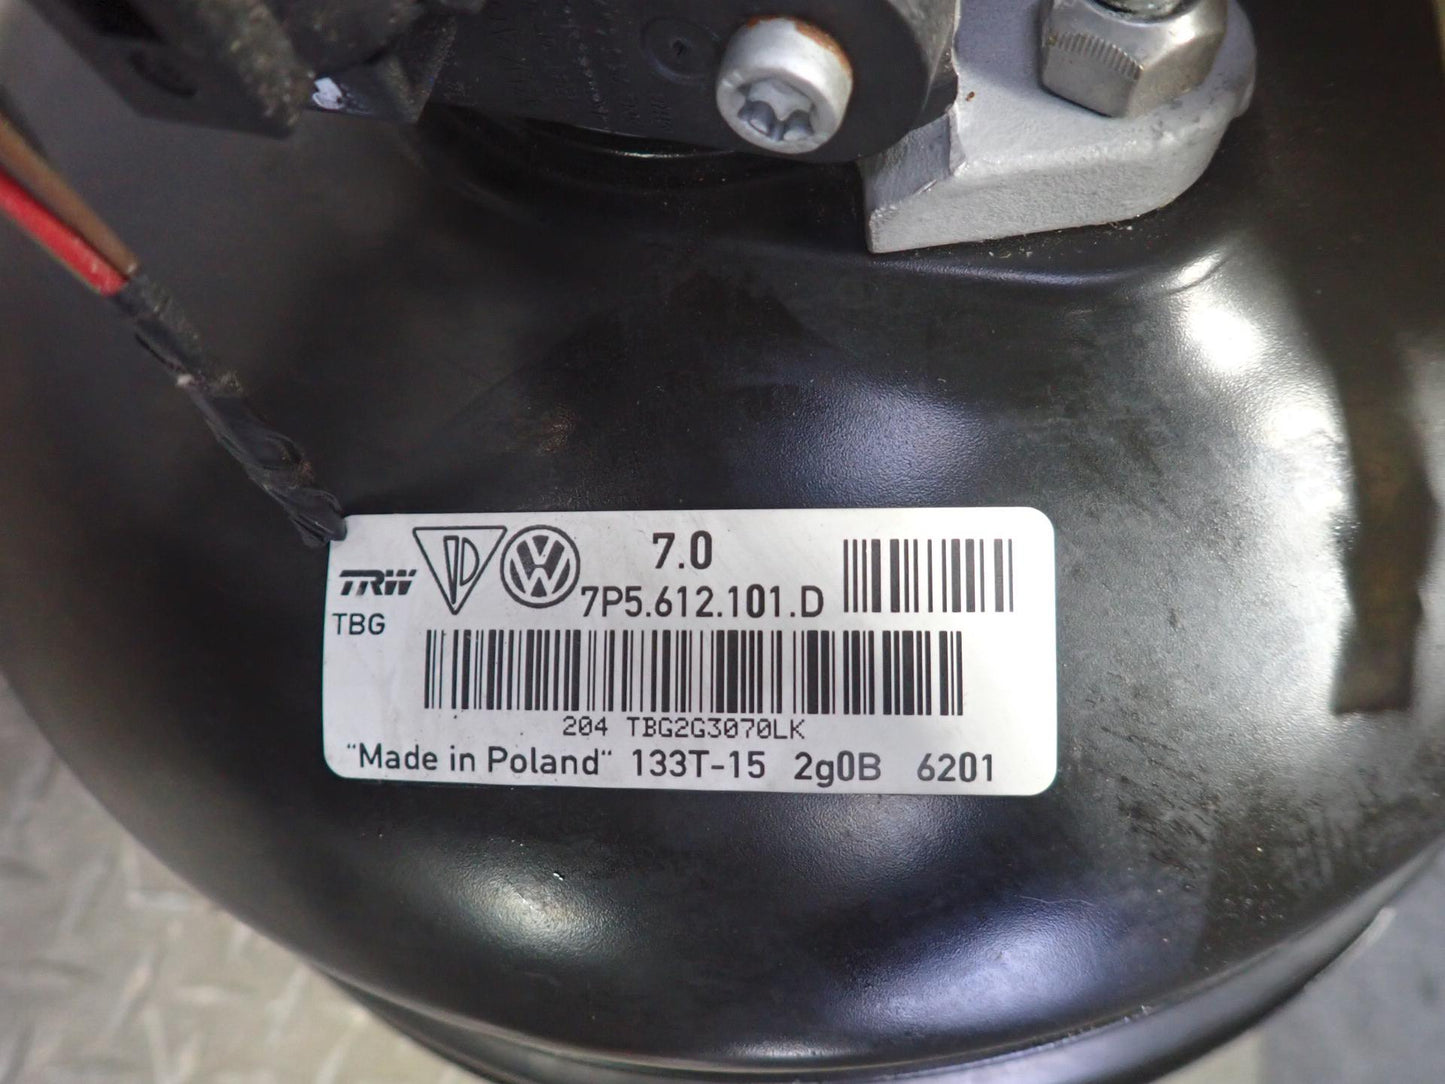 7.0
TRW
7P5.612.101.D
TBG
204 TBG2G3070LK
"Made in Poland" 133T-15 2g0B 6201